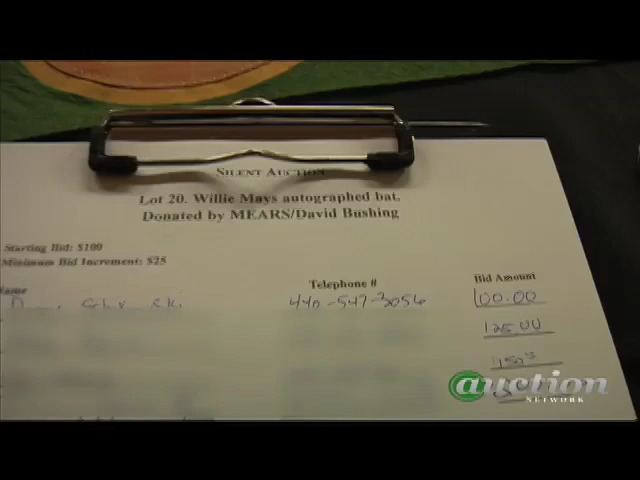 SILENT AUCTION
Lot 20. Willie Mays autographed bat.
Donated by MEARS/David Bushing
Starting Bid: $100
Minimum Bid Increment: $25
Name Telephone # Bid Amount
440-547-3056 100.00
125.00
auction
NETWORK